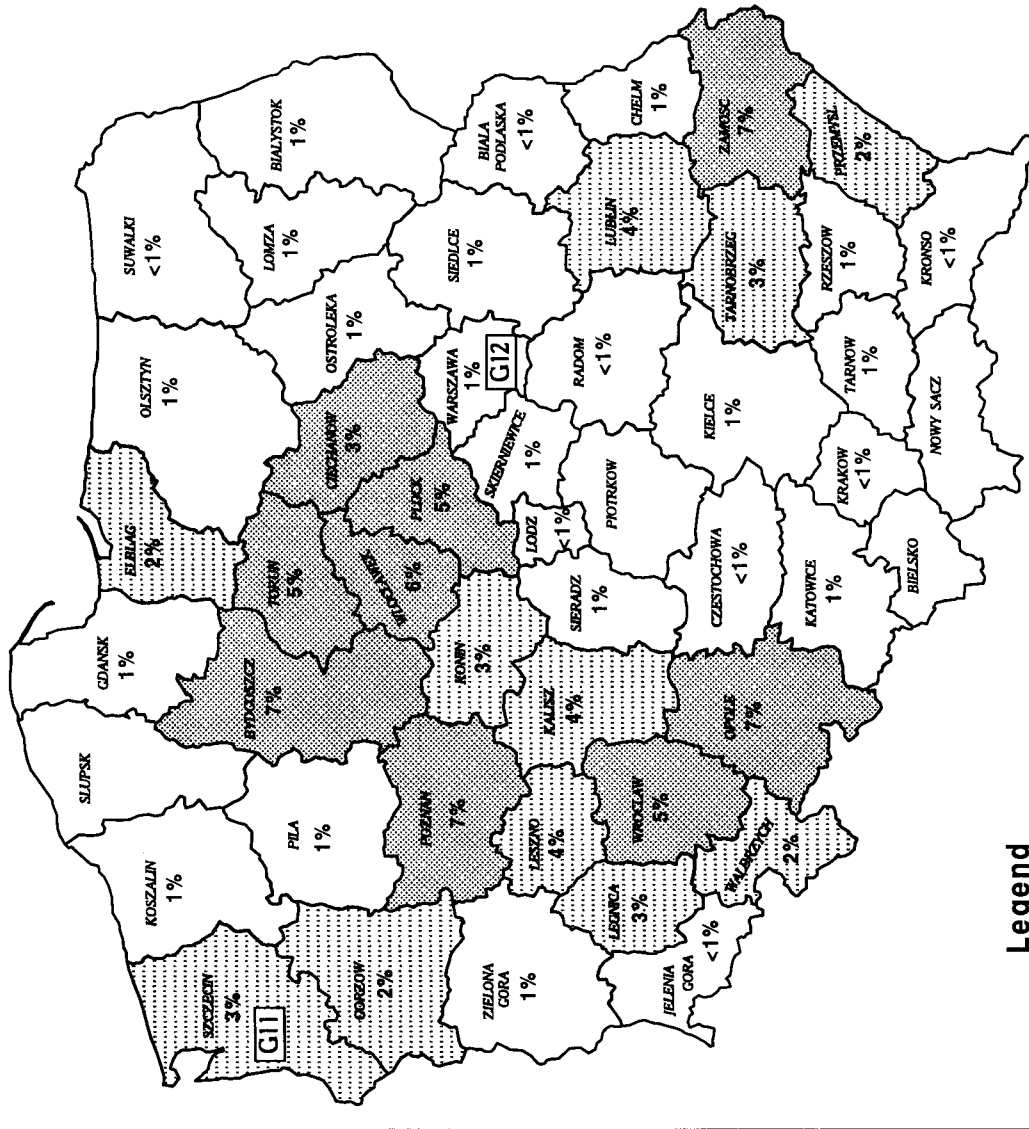 SUWALKI
<1%
BIALYSTOK
1%
LOMZA
1%
OLSZTYN
1%
OSTROLEKA
1%
ELBLAG
2%
GDANSK
1%
SLUPSK
KOSZALIN
1%
SZCZECIN
3%
G11
BYDGOSZCZ
7%
TORUN
5%
CIECHANOW
3%
PILA
1%
GORZOW
2%
WLOCLAWEK
6%
PLOCK
5%
WARSZAWA
1%
G12
SIEDLCE
1%
BIALA
PODLASKA
<1%
POZNAN
7%
KONIN
3%
SKIERNIEWICE
1%
LODZ
<1%
ZIELONA
GORA
1%
LESZNO
4%
KALISZ
4%
SIERADZ
1%
PIOTRKOW
RADOM
<1%
LUBLIN
4%
CHELM
1%
LEGNICA
3%
WROCLAW
5%
JELENIA
GORA
<1%
WALBRZYCH
2%
OPOLE
7%
CZESTOCHOWA
<1%
KIELCE
1%
TARNOBRZEG
3%
ZAMOSC
7%
KATOWICE
1%
KRAKOW
<1%
TARNOW
1%
RZESZOW
1%
PRZEMYSL
2%
BIELSKO
NOWY SACZ
KRONSO
<1%
Legend